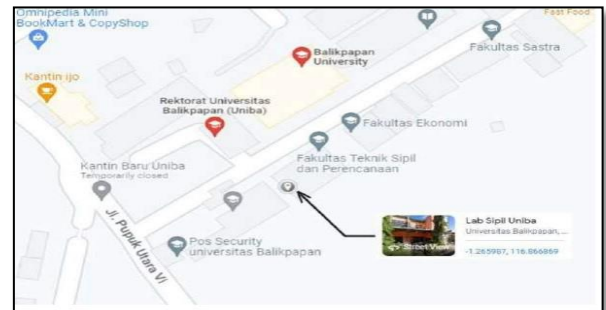 Omnipedia Mini
BookMart & CopyShop
Fast Food
Fakultas Sastra
Balikpapan
University
Kantin ijo
Rektorat Universitas
Balikpapan (Uniba)
Fakultas Ekonomi
Fakultas Teknik Sipil
dan Perencanaan
Kantin Baru Uniba
Temporarily closed
Jl. Pupuk Utara VI
Pos Security
universitas Balikpapan
Street View
Lab Sipil Uniba
Universitas Balikpapan, ...
-1.265987, 116.866869